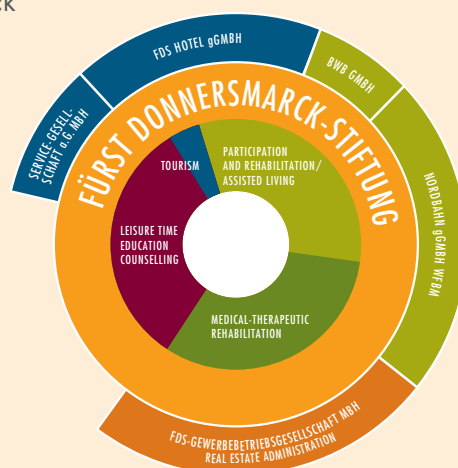 FDS HOTEL gGMBH
BWB GMBH
SERVICE-GESELL-
SCHAFT a.G. MBH
FÜRST DONNERSMARCK-STIFTUNG
NORDBAHN gGMBH WFBM
TOURISM
PARTICIPATION
AND REHABILITATION/
ASSISTED LIVING
LEISURE TIME
EDUCATION
COUNSELLING
MEDICAL-THERAPEUTIC
REHABILITATION
FDS-GEWERBEBETRIEBSGESELLSCHAFT MBH
REAL ESTATE ADMINISTRATION